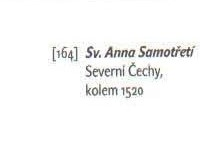 [164] Sv. Anna Samotřetí
Severní Čechy,
kolem 1520